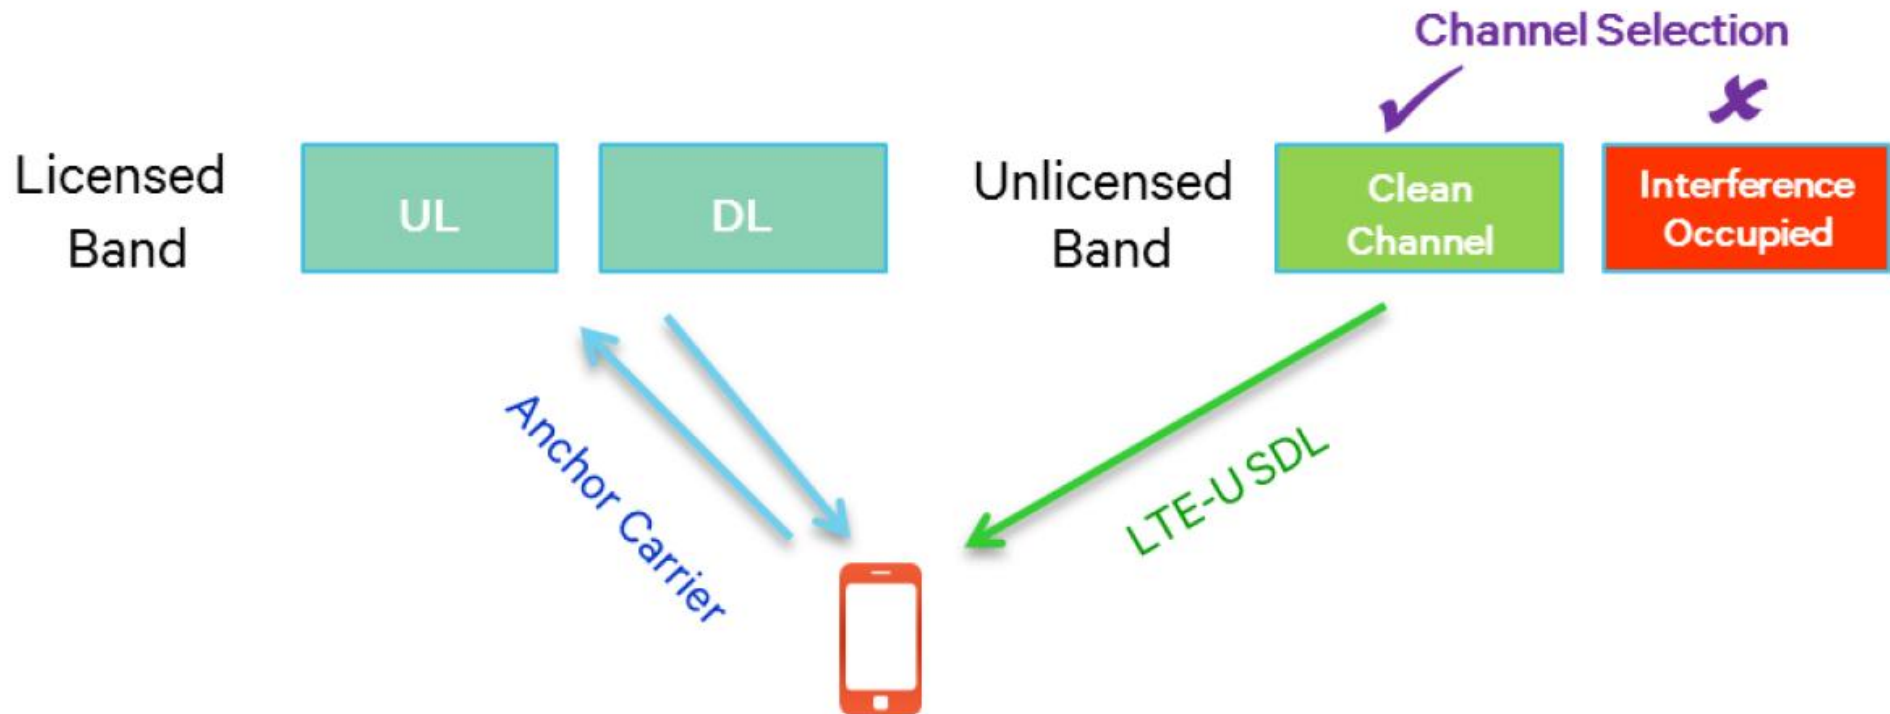 Channel Selection
Licensed
Band
UL
DL
Unlicensed
Band
Clean
Channel
Interference
Occupied
Anchor Carrier
LTE-U SDL